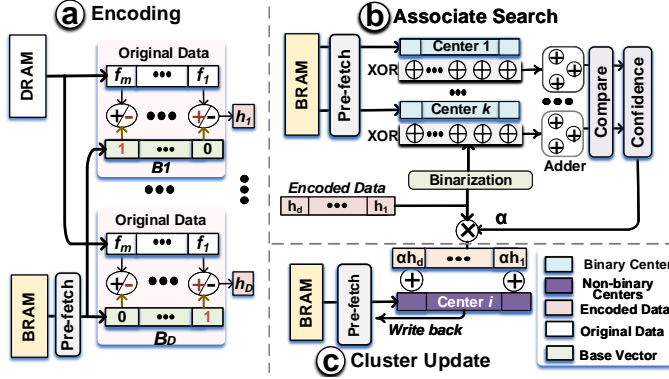 a Encoding
DRAM
Original Data
f_m ••• f_1
+- ••• +- h_1
1 ••• 0
B1
•••
Original Data
f_m ••• f_1
+- ••• +- h_D
0 ••• 1
B_D
BRAM
Pre-fetch
b Associate Search
BRAM
Pre-fetch
Center 1
XOR
•••
Center k
XOR
Adder
Compare
Confidence
Binarization
Encoded Data
h_d ••• h_1
α
αh_d ••• αh_1
BRAM
Pre-fetch
Center i
Write back
c Cluster Update
Binary Center
Non-binary
Centers
Encoded Data
Original Data
Base Vector